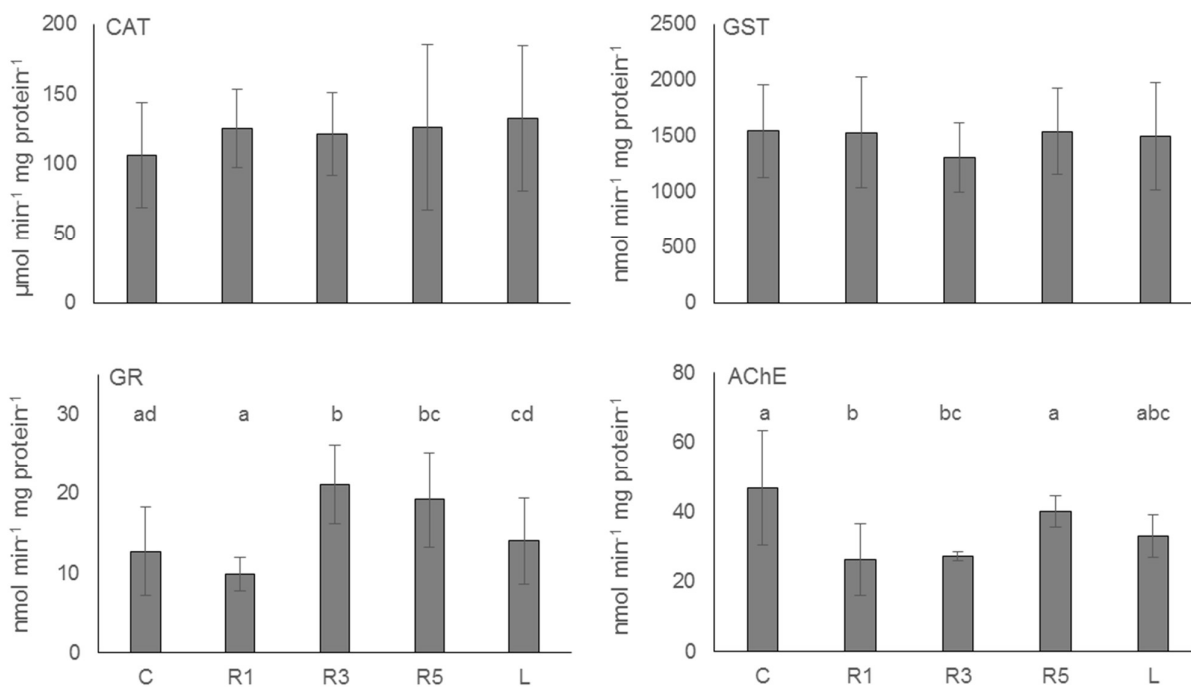 CAT
200
150
100
50
0
µmol min⁻¹ mg protein⁻¹
GST
2500
2000
1500
1000
500
0
nmol min⁻¹ mg protein⁻¹
GR
ad a b bc cd
30
20
10
0
nmol min⁻¹ mg protein⁻¹
C R1 R3 R5 L
AChE
a b bc a abc
80
60
40
20
0
nmol min⁻¹ mg protein⁻¹
C R1 R3 R5 L